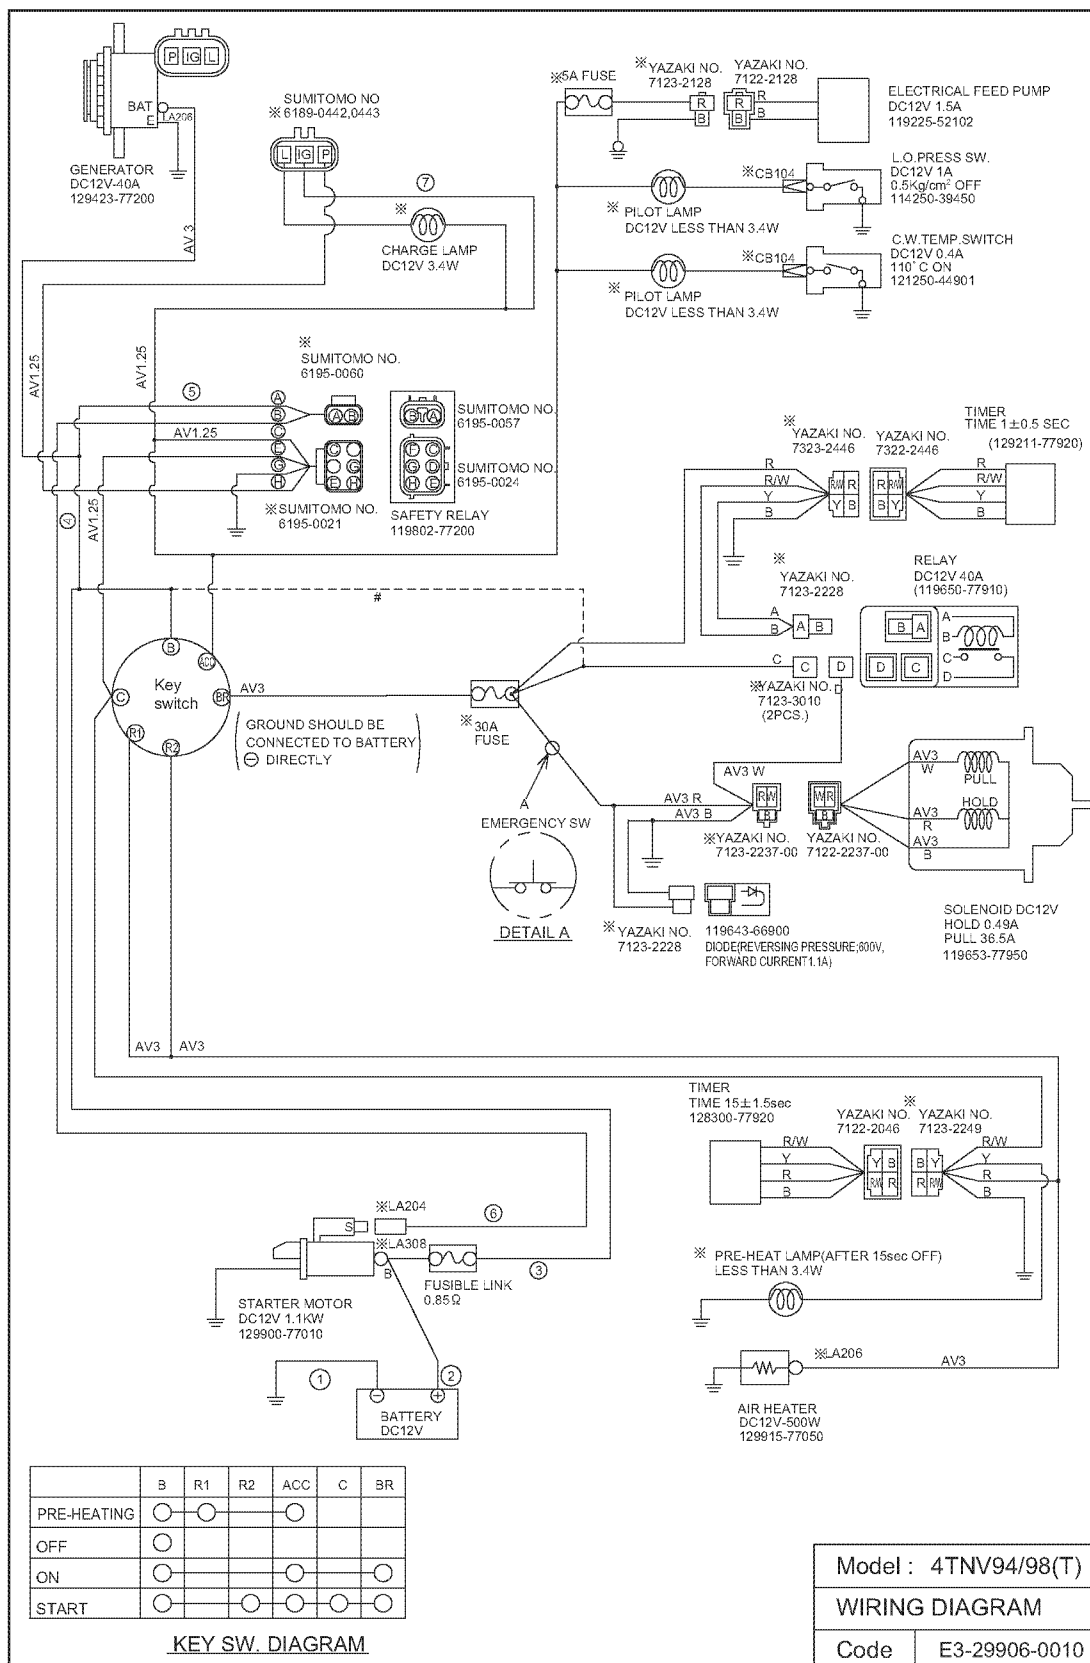 P IG L
BAT
E
LA206
GENERATOR
DC12V-40A
129423-77200
AV 3
SUMITOMO NO
※ 6189-0442,0443
L IG P
⑦
※
CHARGE LAMP
DC12V 3.4W
※5A FUSE
※YAZAKI NO.
7123-2128
YAZAKI NO.
7122-2128
R
B
R
B
R
B
ELECTRICAL FEED PUMP
DC12V 1.5A
119225-52102
※CB104
※ PILOT LAMP
DC12V LESS THAN 3.4W
L.O.PRESS SW.
DC12V 1A
0.5Kg/cm² OFF
114250-39450
※CB104
※ PILOT LAMP
DC12V LESS THAN 3.4W
C.W.TEMP.SWITCH
DC12V 0.4A
110°C ON
121250-44901
AV1.25
AV1.25
※
SUMITOMO NO.
6195-0060
⑤
A
B
C
E
G
H
AV1.25
A B
C
G
E H
※SUMITOMO NO.
6195-0021
B A
SUMITOMO NO.
6195-0057
F C
G D
H E
SUMITOMO NO.
6195-0024
SAFETY RELAY
119802-77200
④
AV1.25
#
※
YAZAKI NO.
7323-2446
YAZAKI NO.
7322-2446
TIMER
TIME 1±0.5 SEC
(129211-77920)
R
R/W
Y
B
R/W R
Y B
R R/W
B Y
R
R/W
Y
B
※
YAZAKI NO.
7123-2228
A
B
A B
RELAY
DC12V 40A
(119650-77910)
B A
D C
A
B
C
D
C
C
D
D
※YAZAKI NO.
7123-3010
(2PCS.)
B
ACC
C
BR
R1
R2
Key
switch
AV3
GROUND SHOULD BE
CONNECTED TO BATTERY
⊖ DIRECTLY
※30A
FUSE
A
EMERGENCY SW
DETAIL A
AV3 W
AV3 R
AV3 B
R W
B
W R
B
※YAZAKI NO.
7123-2237-00
YAZAKI NO.
7122-2237-00
AV3
W
PULL
HOLD
AV3
R
AV3
B
SOLENOID DC12V
HOLD 0.49A
PULL 36.5A
119653-77950
※ YAZAKI NO.
7123-2228
119643-66900
DIODE(REVERSING PRESSURE;600V,
FORWARD CURRENT1.1A)
AV3
AV3
TIMER
TIME 15±1.5sec
128300-77920
YAZAKI NO.
7122-2046
※
YAZAKI NO.
7123-2249
R/W
Y
R
B
Y B
R/W R
B Y
R R/W
R/W
Y
R
B
※LA204
⑥
S
※LA308
B
FUSIBLE LINK
0.85Ω
③
STARTER MOTOR
DC12V 1.1KW
129900-77010
①
②
⊖ ⊕
BATTERY
DC12V
※ PRE-HEAT LAMP(AFTER 15sec OFF)
LESS THAN 3.4W
※LA206
AV3
AIR HEATER
DC12V-500W
129915-77050
B R1 R2 ACC C BR
PRE-HEATING
OFF
ON
START
KEY SW. DIAGRAM
Model : 4TNV94/98(T)
WIRING DIAGRAM
Code E3-29906-0010